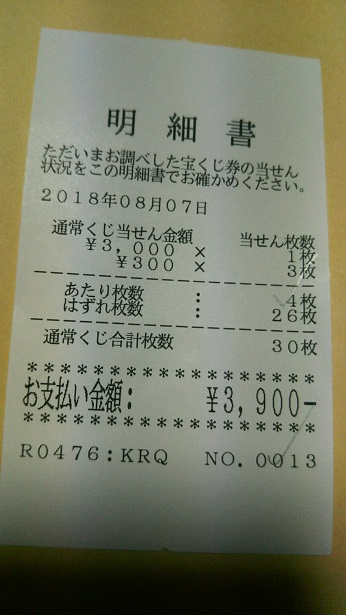 明細書
ただいまお調べした宝くじ券の当せん
状況をこの明細書でお確かめください。
2018年08月07日
通常くじ当せん金額 当せん枚数
¥3,000 × 1枚
¥300 × 3枚
--------------------------------
あたり枚数 : 4枚
はずれ枚数 : 26枚
--------------------------------
通常くじ合計枚数 30枚
******************
お支払い金額: ¥3,900-
******************
R0476:KRQ NO.0013